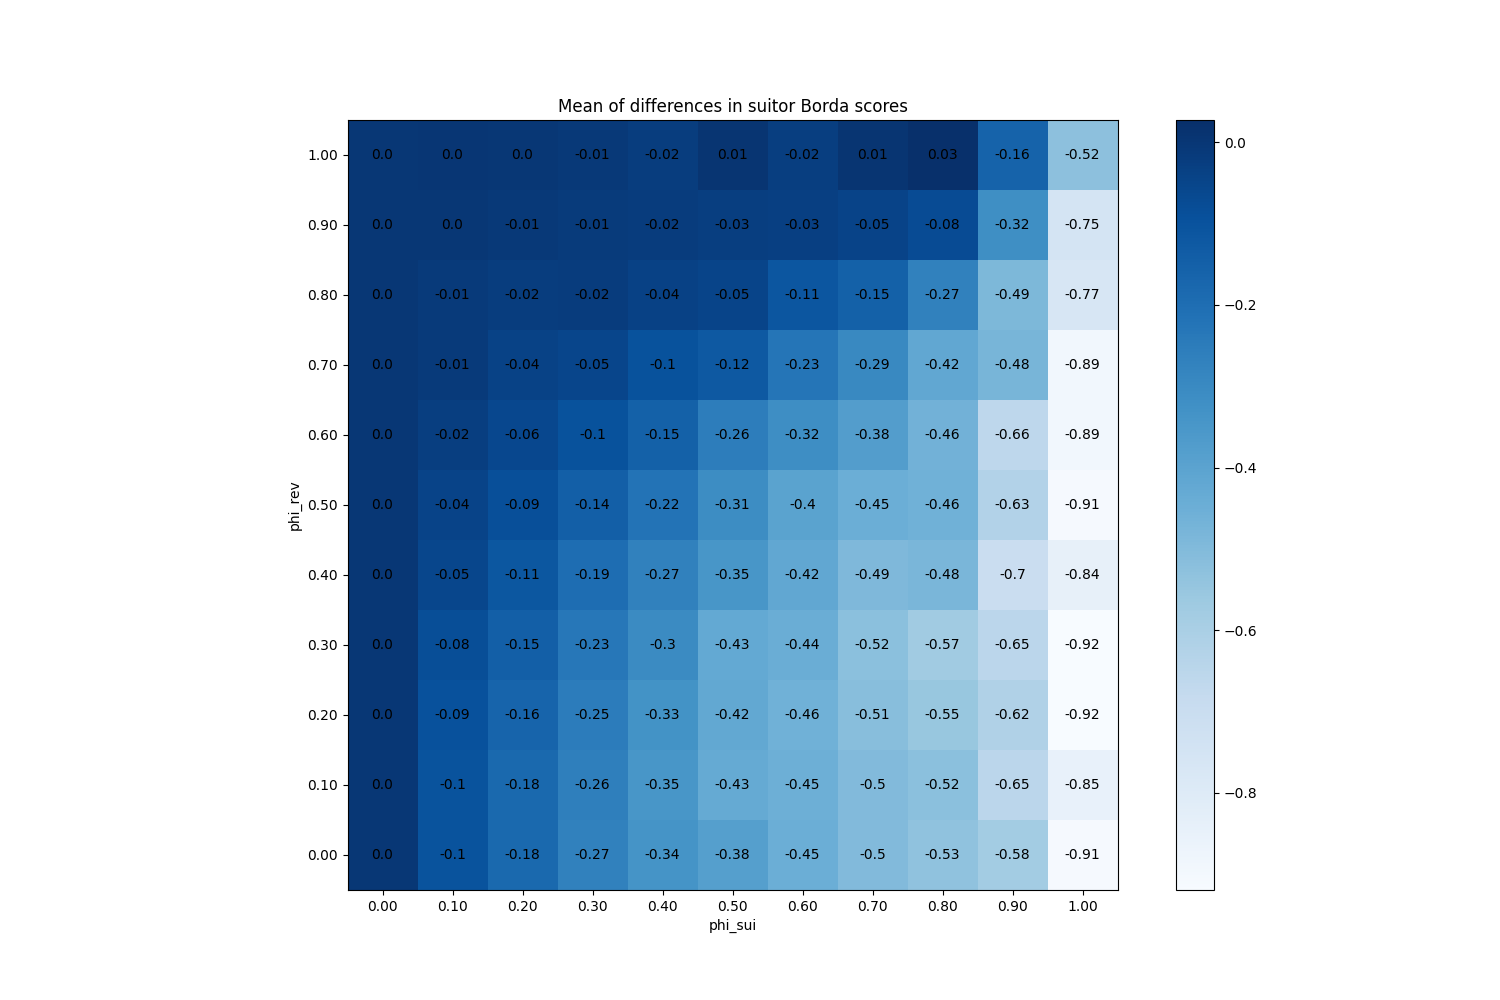 Mean of differences in suitor Borda scores
1.00 0.0 0.0 0.0 -0.01 -0.02 0.01 -0.02 0.01 0.03 -0.16 -0.52
0.90 0.0 0.0 -0.01 -0.01 -0.02 -0.03 -0.03 -0.05 -0.08 -0.32 -0.75
0.80 0.0 -0.01 -0.02 -0.02 -0.04 -0.05 -0.11 -0.15 -0.27 -0.49 -0.77
0.70 0.0 -0.01 -0.04 -0.05 -0.1 -0.12 -0.23 -0.29 -0.42 -0.48 -0.89
0.60 0.0 -0.02 -0.06 -0.1 -0.15 -0.26 -0.32 -0.38 -0.46 -0.66 -0.89
0.50 0.0 -0.04 -0.09 -0.14 -0.22 -0.31 -0.4 -0.45 -0.46 -0.63 -0.91
0.40 0.0 -0.05 -0.11 -0.19 -0.27 -0.35 -0.42 -0.49 -0.48 -0.7 -0.84
0.30 0.0 -0.08 -0.15 -0.23 -0.3 -0.43 -0.44 -0.52 -0.57 -0.65 -0.92
0.20 0.0 -0.09 -0.16 -0.25 -0.33 -0.42 -0.46 -0.51 -0.55 -0.62 -0.92
0.10 0.0 -0.1 -0.18 -0.26 -0.35 -0.43 -0.45 -0.5 -0.52 -0.65 -0.85
0.00 0.0 -0.1 -0.18 -0.27 -0.34 -0.38 -0.45 -0.5 -0.53 -0.58 -0.91
0.00 0.10 0.20 0.30 0.40 0.50 0.60 0.70 0.80 0.90 1.00
phi_sui
phi_rev
0.0
−0.2
−0.4
−0.6
−0.8